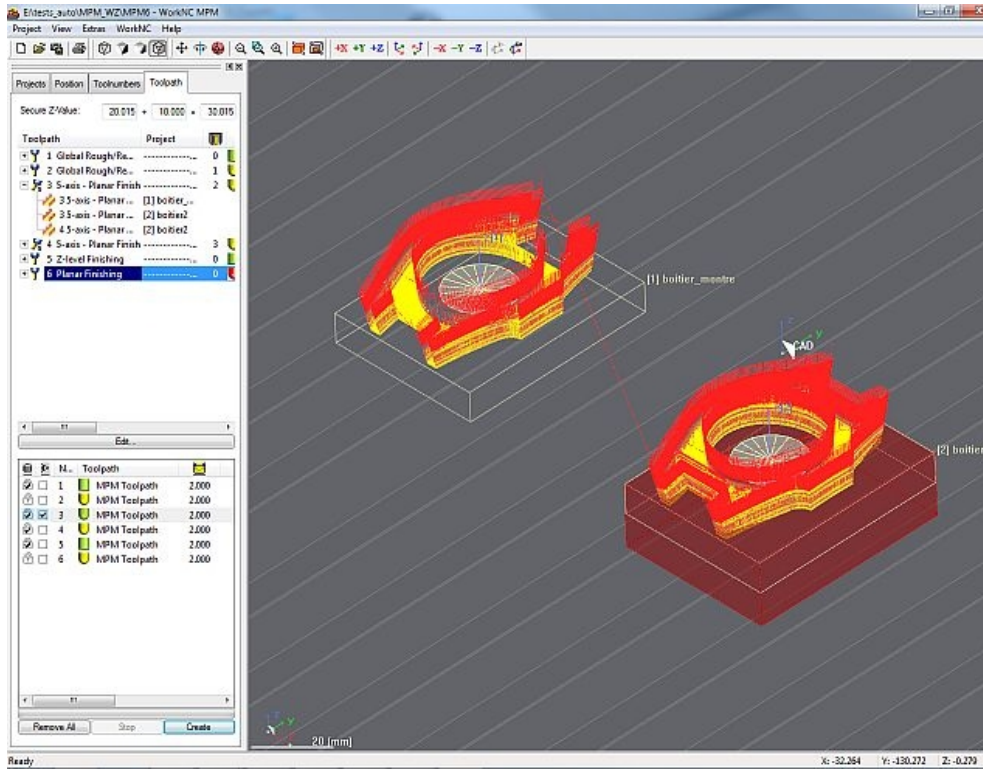 E:\tests_auto\MPM_WZ\MPM6 - WorkNC MPM
Project View Extras WorkNC Help
+X +Y +Z -X -Y -Z
Projects Position Toolnumbers Toolpath
Secure Z-Value: 20.015 + 10.000 = 30.015
Toolpath Project
1 Global Rough/Re... ------------... 0
2 Global Rough/Re... ------------... 1
3 5-axis - Planar Finish ------------... 2
3 5-axis - Planar ... [1] boitier_...
3 5-axis - Planar ... [2] boitier2
4 5-axis - Planar ... [2] boitier2
4 5-axis - Planar Finish ------------... 3
5 Z-level Finishing ------------... 0
6 Planar Finishing ------------... 0
Edit...
N... Toolpath
1 MPM Toolpath 2.000
2 MPM Toolpath 2.000
3 MPM Toolpath 2.000
4 MPM Toolpath 2.000
5 MPM Toolpath 2.000
6 MPM Toolpath 2.000
Remove All Stop Create
[1] boitier_montre
z
y
CAD
[2] boitier
y
20 [mm]
Ready X: -32.264 Y: -130.272 Z: -0.279